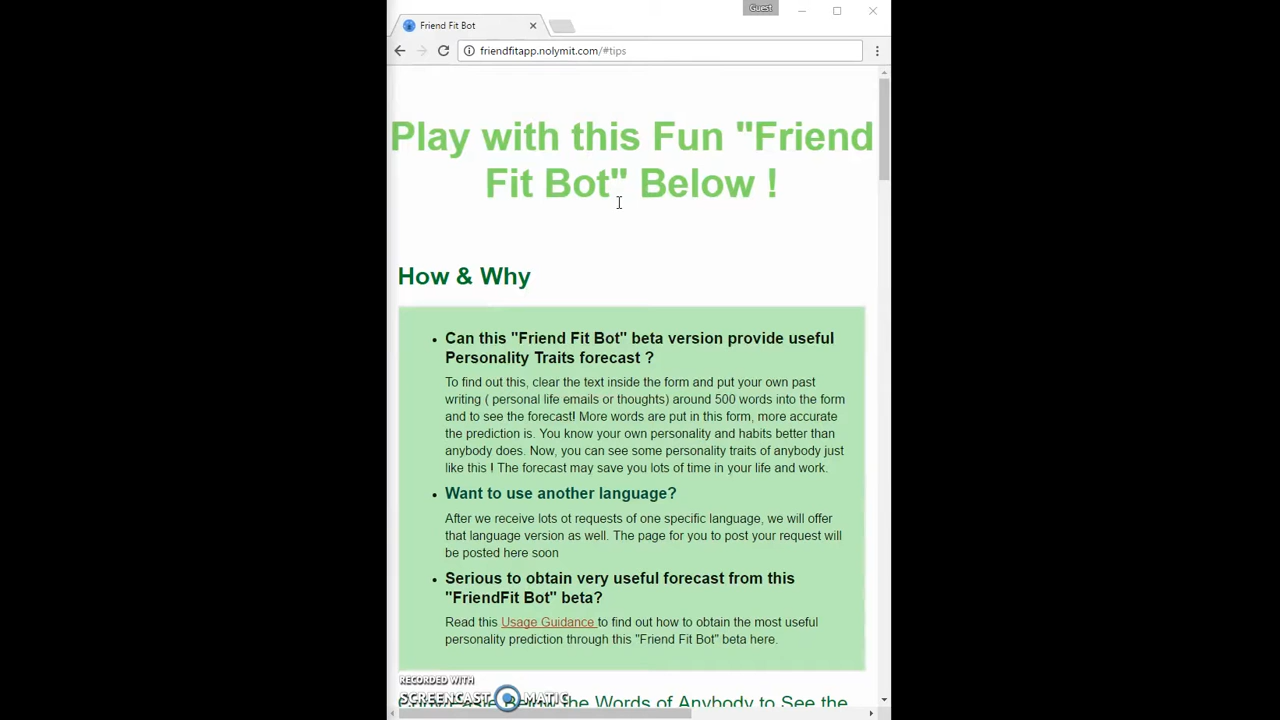 Guest
Friend Fit Bot
friendfitapp.nolymit.com/#tips
Play with this Fun "Friend
Fit Bot" Below !
How & Why
Can this "Friend Fit Bot" beta version provide useful
Personality Traits forecast ?
To find out this, clear the text inside the form and put your own past
writing ( personal life emails or thoughts) around 500 words into the form
and to see the forecast! More words are put in this form, more accurate
the prediction is. You know your own personality and habits better than
anybody does. Now, you can see some personality traits of anybody just
like this ! The forecast may save you lots of time in your life and work.
Want to use another language?
After we receive lots ot requests of one specific language, we will offer
that language version as well. The page for you to post your request will
be posted here soon
Serious to obtain very useful forecast from this
"FriendFit Bot" beta?
Read this Usage Guidance to find out how to obtain the most useful
personality prediction through this "Friend Fit Bot" beta here.
RECORDED WITH
SCREENCAST MATIC
Below the Words of Anybody to See the